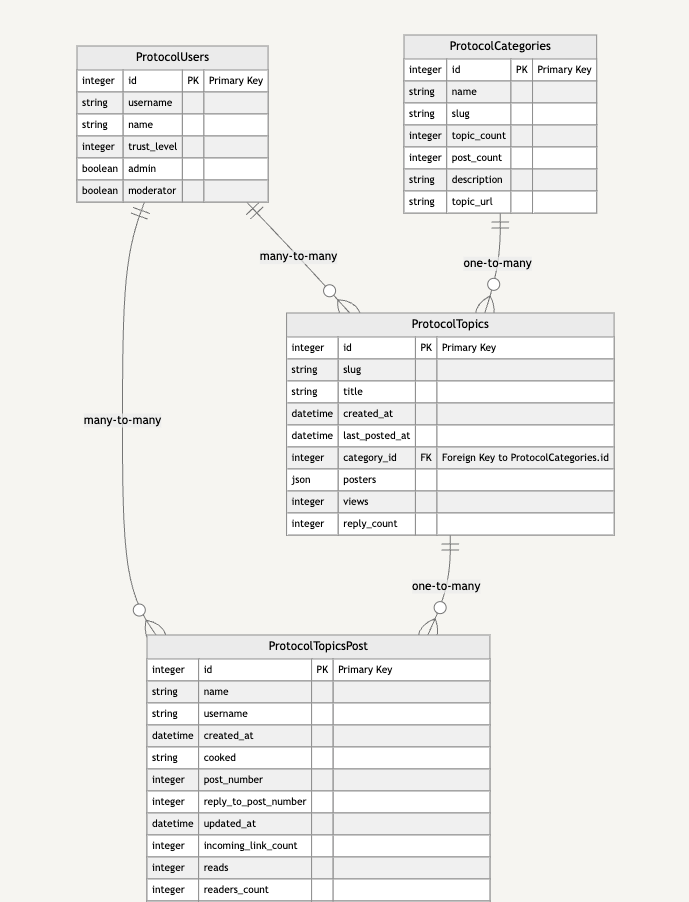 ProtocolUsers
integer id PK Primary Key
string username
string name
integer trust_level
boolean admin
boolean moderator
ProtocolCategories
integer id PK Primary Key
string name
string slug
integer topic_count
integer post_count
string description
string topic_url
many-to-many
one-to-many
ProtocolTopics
integer id PK Primary Key
string slug
string title
datetime created_at
datetime last_posted_at
integer category_id FK Foreign Key to ProtocolCategories.id
json posters
integer views
integer reply_count
many-to-many
one-to-many
ProtocolTopicsPost
integer id PK Primary Key
string name
string username
datetime created_at
string cooked
integer post_number
integer reply_to_post_number
datetime updated_at
integer incoming_link_count
integer reads
integer readers_count